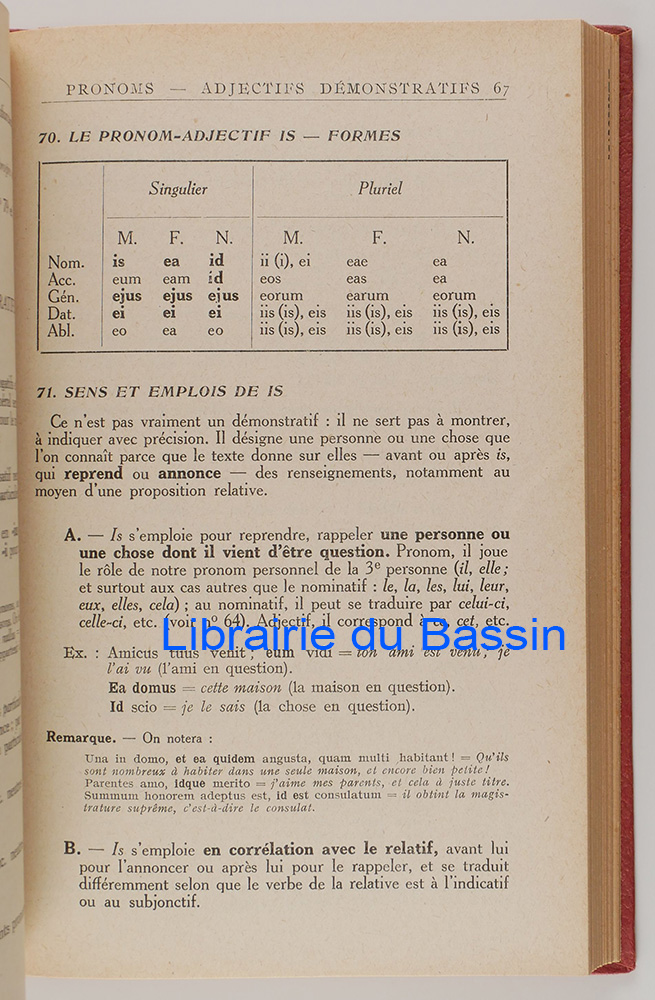 PRONOMS — ADJECTIFS DÉMONSTRATIFS 67
70. LE PRONOM-ADJECTIF IS — FORMES
Singulier Pluriel
M. F. N. M. F. N.
Nom. is ea id ii (i), ei eae ea
Acc. eum eam id eos eas ea
Gén. ejus ejus ejus eorum earum eorum
Dat. ei ei ei iis (is), eis iis (is), eis iis (is), eis
Abl. eo ea eo iis (is), eis iis (is), eis iis (is), eis
71. SENS ET EMPLOIS DE IS
Ce n'est pas vraiment un démonstratif : il ne sert pas à montrer,
à indiquer avec précision. Il désigne une personne ou une chose que
l'on connaît parce que le texte donne sur elles — avant ou après is,
qui reprend ou annonce — des renseignements, notamment au
moyen d'une proposition relative.
A. — Is s'emploie pour reprendre, rappeler une personne ou
une chose dont il vient d'être question. Pronom, il joue
le rôle de notre pronom personnel de la 3e personne (il, elle ;
et surtout aux cas autres que le nominatif : le, la, les, lui, leur,
eux, elles, cela) ; au nominatif, il peut se traduire par celui-ci,
celle-ci, etc. (voir nº 64). Adjectif, il correspond à ce, cet, etc.
Librairie du Bassin
Ex. : Amicus tuus venit ; eum vidi = ton ami est venu, je
l'ai vu (l'ami en question).
Ea domus = cette maison (la maison en question).
Id scio = je le sais (la chose en question).
Remarque. — On notera :
Una in domo, et ea quidem angusta, quam multi habitant ! = Qu'ils
sont nombreux à habiter dans une seule maison, et encore bien petite !
Parentes amo, idque merito = j'aime mes parents, et cela à juste titre.
Summum honorem adeptus est, id est consulatum = il obtint la magis-
trature suprême, c'est-à-dire le consulat.
B. — Is s'emploie en corrélation avec le relatif, avant lui
pour l'annoncer ou après lui pour le rappeler, et se traduit
différemment selon que le verbe de la relative est à l'indicatif
ou au subjonctif.